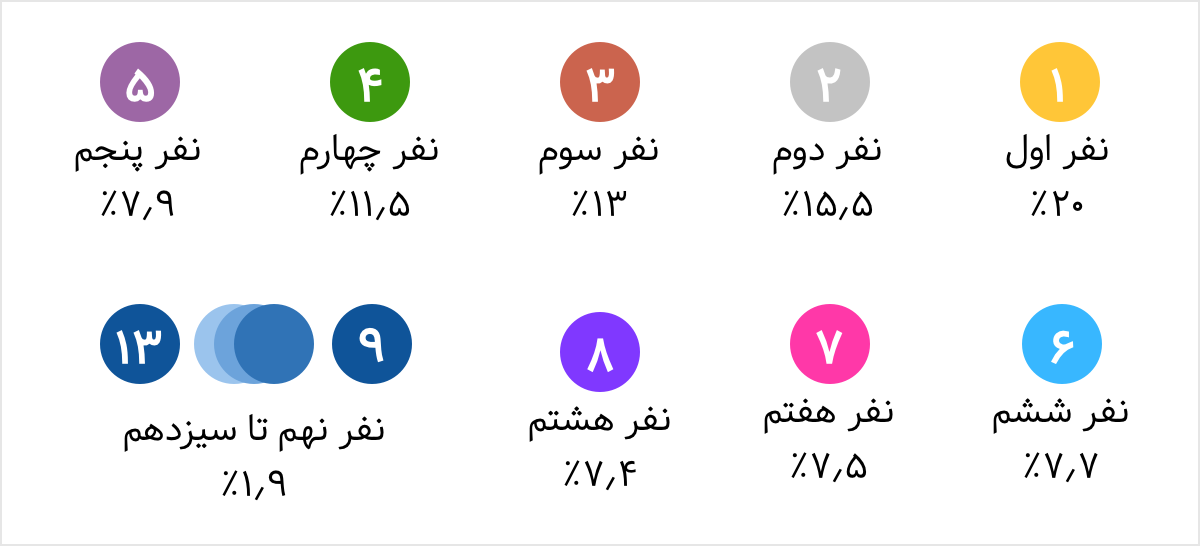 ۱
نفر اول
٪۲۰
۲
نفر دوم
٪۱۵٫۵
۳
نفر سوم
٪۱۳
۴
نفر چهارم
٪۱۱٫۵
۵
نفر پنجم
٪۷٫۹
۶
نفر ششم
٪۷٫۷
۷
نفر هفتم
٪۷٫۵
۸
نفر هشتم
٪۷٫۴
۹
۱۳
نفر نهم تا سیزدهم
٪۱٫۹